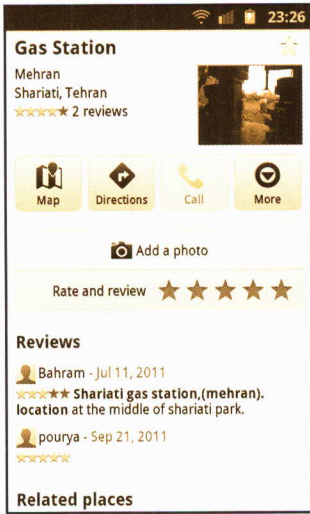 23:26
Gas Station
Mehran
Shariati, Tehran
2 reviews
Map Directions Call More
Add a photo
Rate and review
Reviews
Bahram - Jul 11, 2011
Shariati gas station,(mehran).
location at the middle of shariati park.
pourya - Sep 21, 2011
Related places